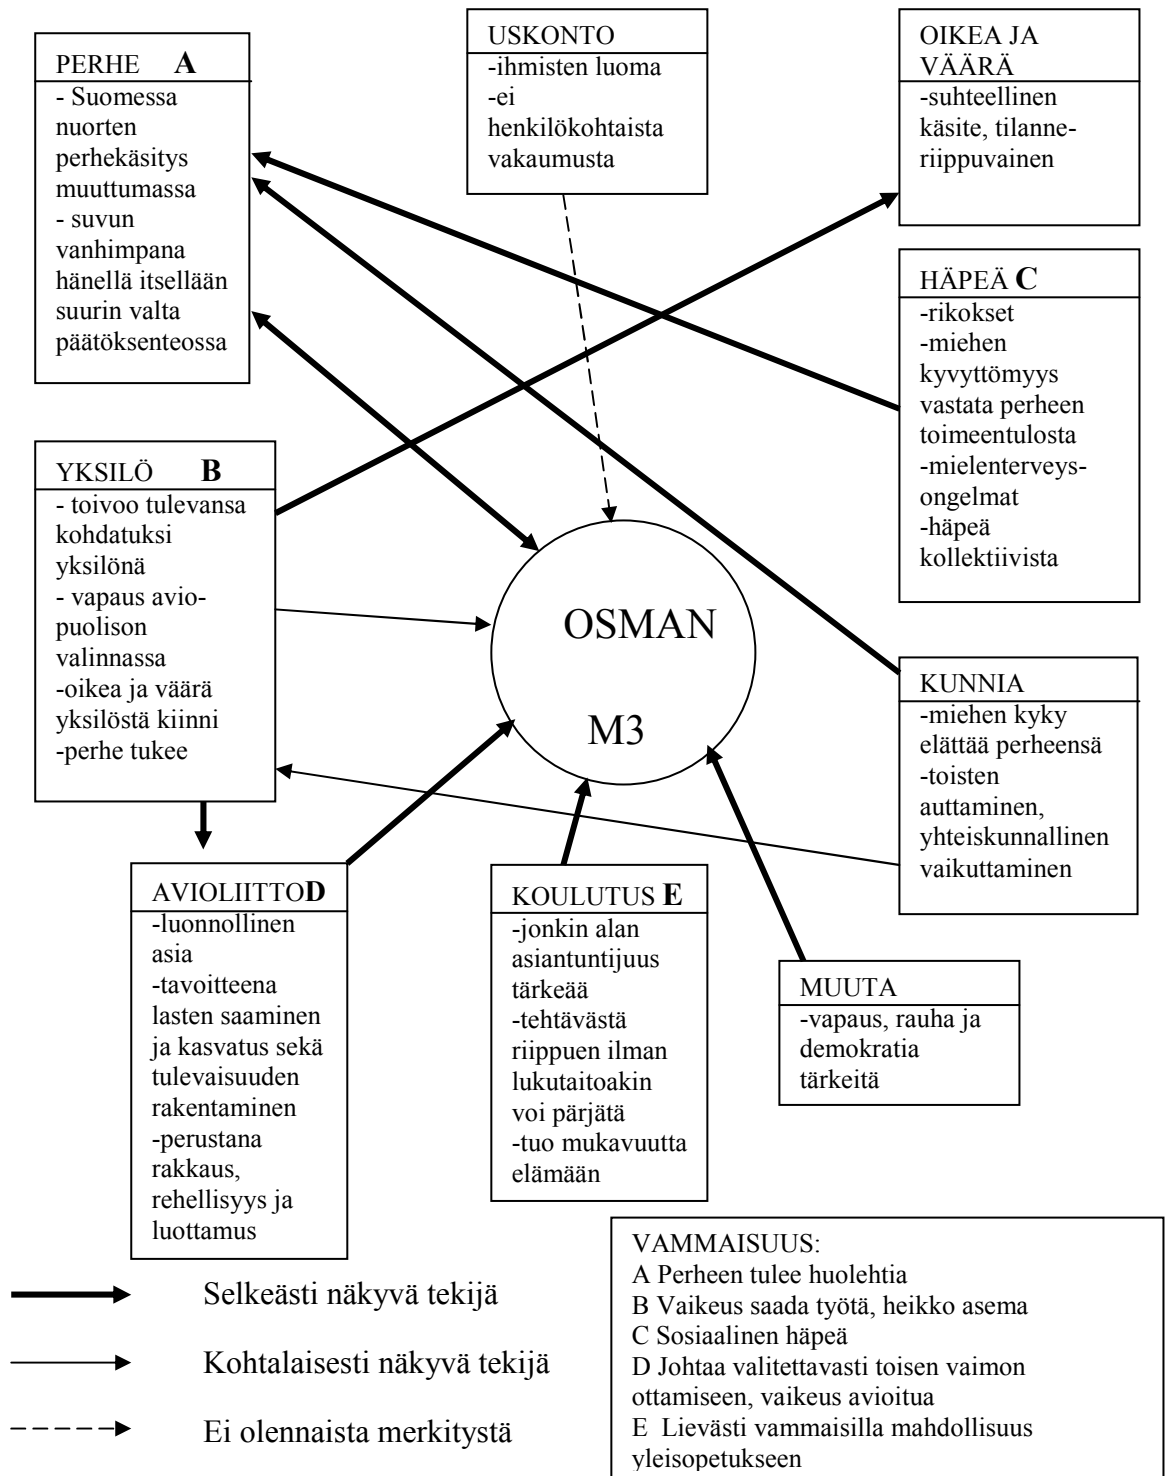 PERHE A
- Suomessa
nuorten
perhekäsitys
muuttumassa
- suvun
vanhimpana
hänellä itsellään
suurin valta
päätöksenteossa
USKONTO
-ihmisten luoma
-ei
henkilökohtaista
vakaumusta
OIKEA JA
VÄÄRÄ
-suhteellinen
käsite, tilanne-
riippuvainen
HÄPEÄ C
-rikokset
-miehen
kyvyttömyys
vastata perheen
toimeentulosta
-mielenterveys-
ongelmat
-häpeä
kollektiivista
YKSILÖ B
- toivoo tulevansa
kohdatuksi
yksilönä
- vapaus avio-
puolison
valinnassa
-oikea ja väärä
yksilöstä kiinni
-perhe tukee
OSMAN
M3
KUNNIA
-miehen kyky
elättää perheensä
-toisten
auttaminen,
yhteiskunnallinen
vaikuttaminen
AVIOLIITTOD
-luonnollinen
asia
-tavoitteena
lasten saaminen
ja kasvatus sekä
tulevaisuuden
rakentaminen
-perustana
rakkaus,
rehellisyys ja
luottamus
KOULUTUS E
-jonkin alan
asiantuntijuus
tärkeää
-tehtävästä
riippuen ilman
lukutaitoakin
voi pärjätä
-tuo mukavuutta
elämään
MUUTA
-vapaus, rauha ja
demokratia
tärkeitä
Selkeästi näkyvä tekijä
Kohtalaisesti näkyvä tekijä
Ei olennaista merkitystä
VAMMAISUUS:
A Perheen tulee huolehtia
B Vaikeus saada työtä, heikko asema
C Sosiaalinen häpeä
D Johtaa valitettavasti toisen vaimon
ottamiseen, vaikeus avioitua
E Lievästi vammaisilla mahdollisuus
yleisopetukseen